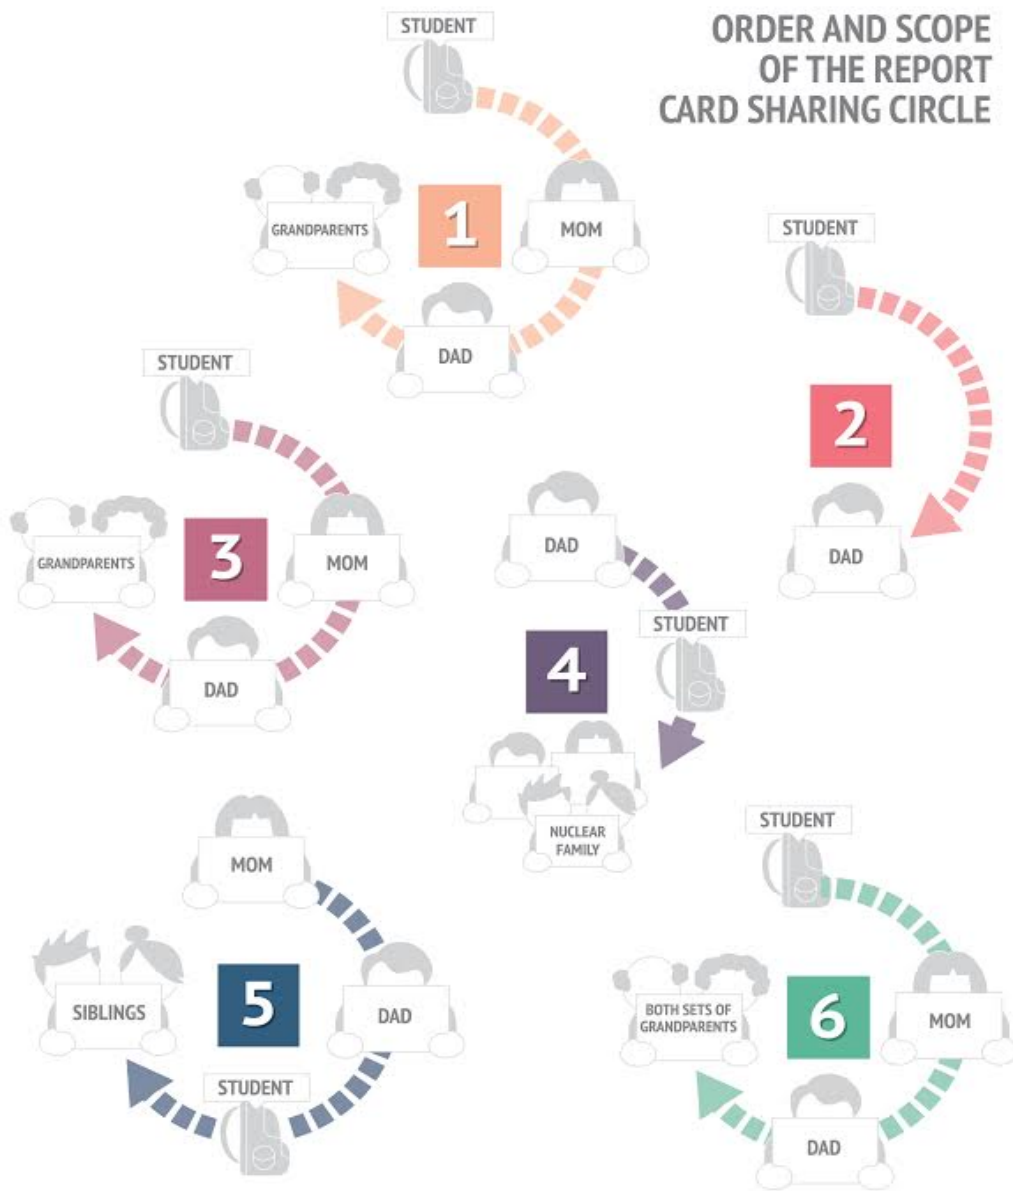 ORDER AND SCOPE
OF THE REPORT
CARD SHARING CIRCLE
STUDENT
GRANDPARENTS
1
MOM
DAD
STUDENT
2
DAD
STUDENT
GRANDPARENTS
3
MOM
DAD
DAD
STUDENT
4
NUCLEAR
FAMILY
MOM
SIBLINGS
5
DAD
STUDENT
STUDENT
BOTH SETS OF
GRANDPARENTS
6
MOM
DAD